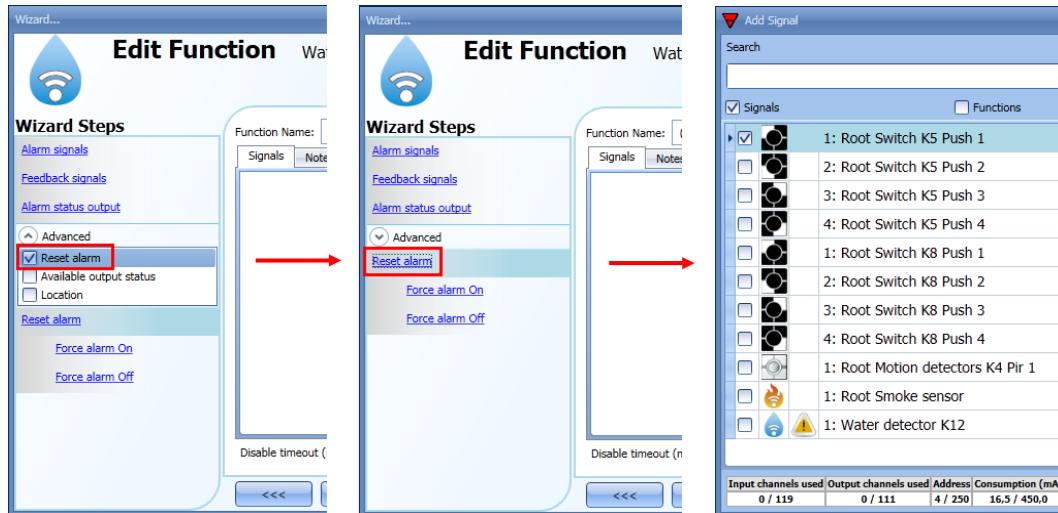 Wizard...
Edit Function Wa
Wizard Steps
Alarm signals
Feedback signals
Alarm status output
Advanced
Reset alarm
Available output status
Location
Reset alarm
Force alarm On
Force alarm Off
Function Name:
Signals Note
Disable timeout (
<<<
Wizard...
Edit Function Wat
Wizard Steps
Alarm signals
Feedback signals
Alarm status output
Advanced
Reset alarm
Force alarm On
Force alarm Off
Function Name: (
Signals Notes
Disable timeout (m
<<<
Add Signal
Search
Signals Functions
1: Root Switch K5 Push 1
2: Root Switch K5 Push 2
3: Root Switch K5 Push 3
4: Root Switch K5 Push 4
1: Root Switch K8 Push 1
2: Root Switch K8 Push 2
3: Root Switch K8 Push 3
4: Root Switch K8 Push 4
1: Root Motion detectors K4 Pir 1
1: Root Smoke sensor
1: Water detector K12
Input channels used Output channels used Address Consumption (mA
0 / 119 0 / 111 4 / 250 16,5 / 450,0